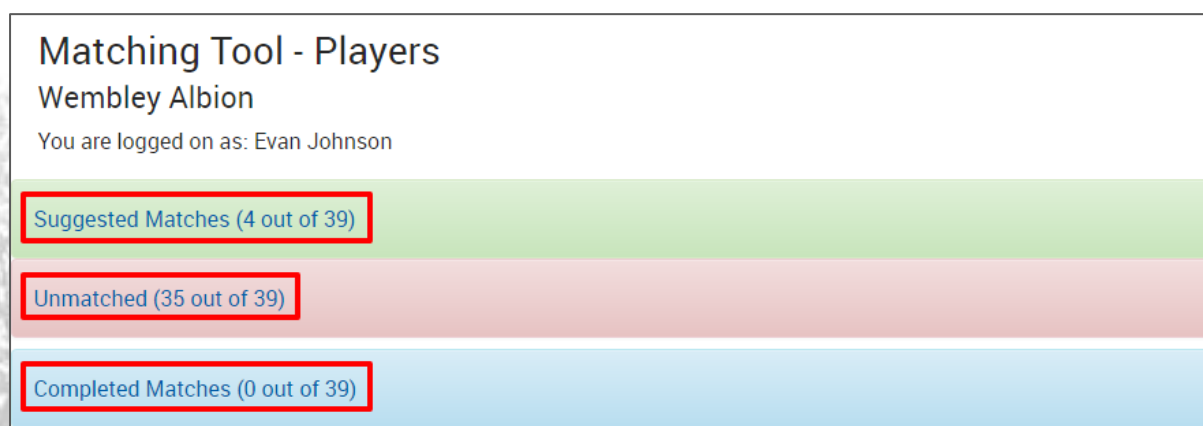 Matching Tool - Players
Wembley Albion
You are logged on as: Evan Johnson
Suggested Matches (4 out of 39)
Unmatched (35 out of 39)
Completed Matches (0 out of 39)